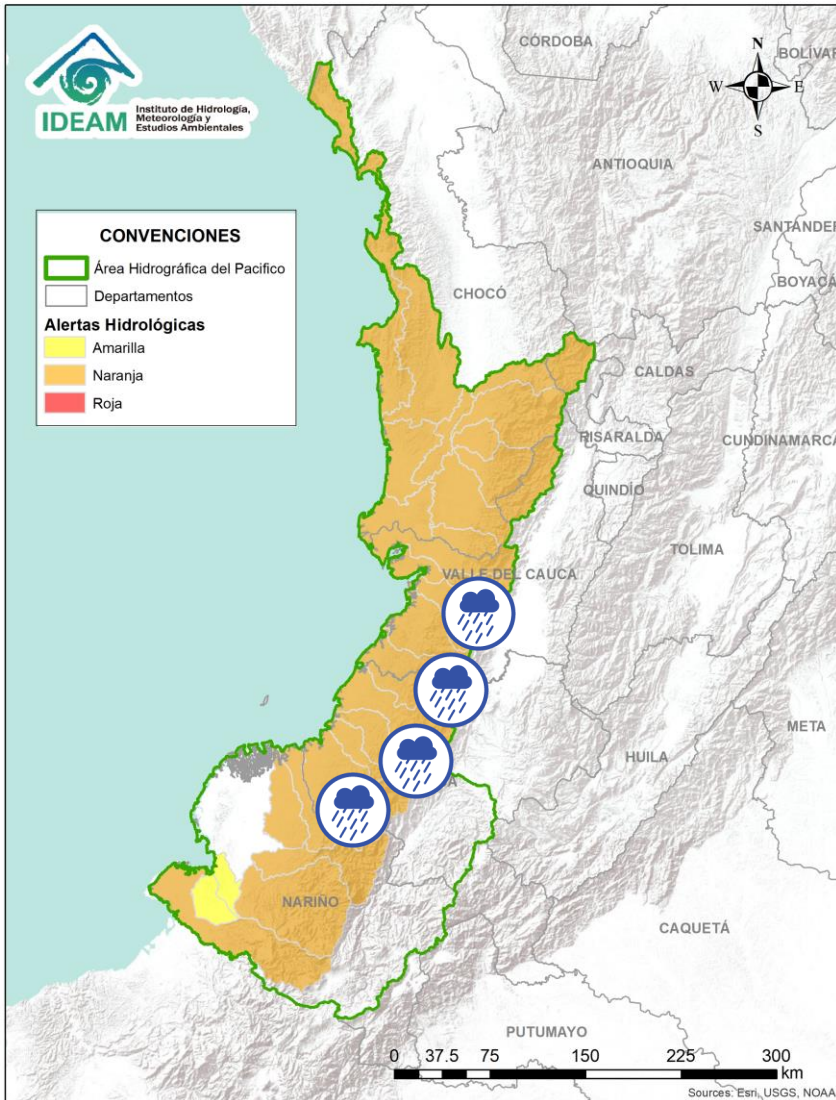 CÓRDOBA
BOLÍVAR
N
W E
S
IDEAM
Instituto de Hidrología,
Meteorología y
Estudios Ambientales
ANTIOQUIA
CONVENCIONES
Área Hidrográfica del Pacifico
Departamentos
Alertas Hidrológicas
Amarilla
Naranja
Roja
SANTANDER
BOYACÁ
CHOCÓ
CALDAS
RISARALDA
CUNDINAMARCA
QUINDÍO
TOLIMA
VALLE DEL CAUCA
META
HUILA
A
NARIÑO
CAQUETÁ
PUTUMAYO
0 37.5 75 150 225 300
km
Sources: Esri, USGS, NOAA